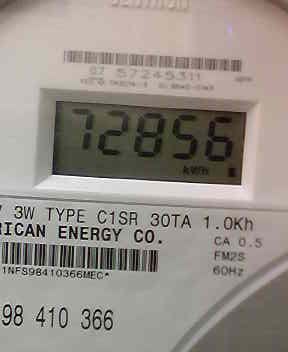 57245311
72856
kWh
3W TYPE C1SR 30TA 1.0Kh
RICAN ENERGY CO.
CA 0.5
FM2S
60Hz
1NFS98410366MEC*
98 410 366